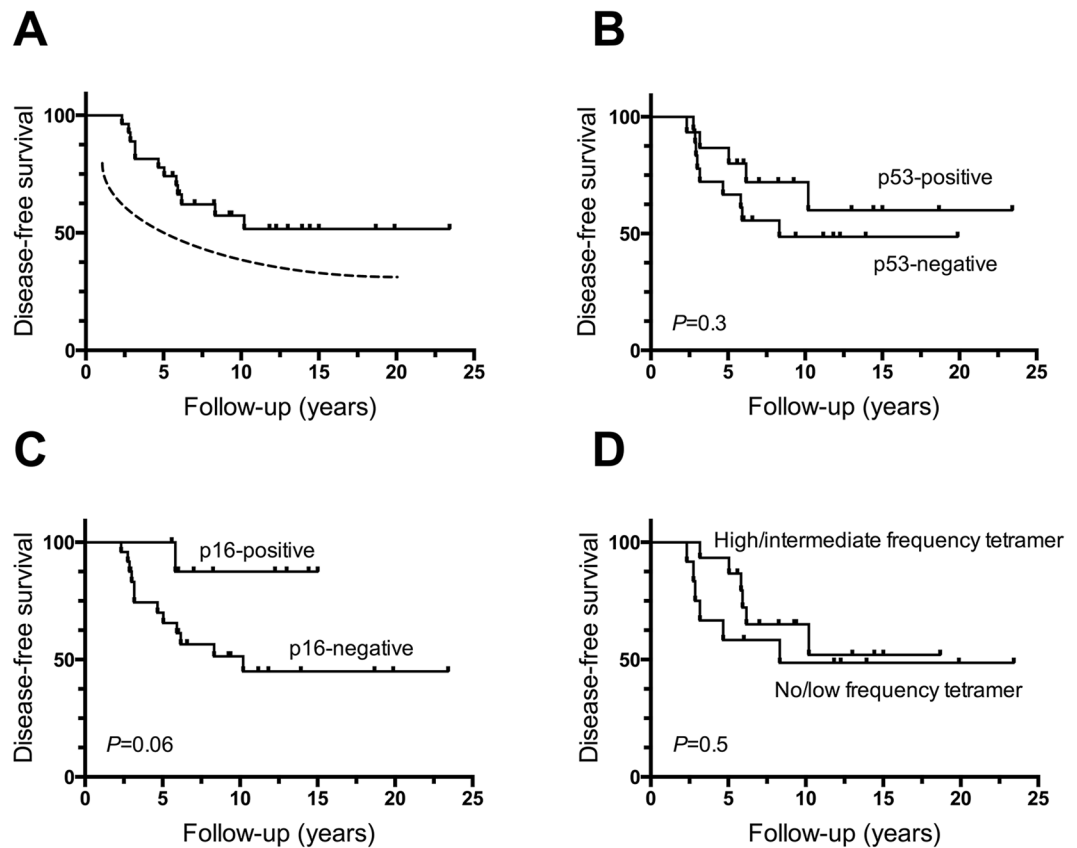 A
Disease-free survival
100
50
0
0 5 10 15 20 25
Follow-up (years)
B
Disease-free survival
100
50
0
p53-positive
p53-negative
P=0.3
0 5 10 15 20 25
Follow-up (years)
C
Disease-free survival
100
50
0
p16-positive
p16-negative
P=0.06
0 5 10 15 20 25
Follow-up (years)
D
Disease-free survival
100
50
0
High/intermediate frequency tetramer
No/low frequency tetramer
P=0.5
0 5 10 15 20 25
Follow-up (years)